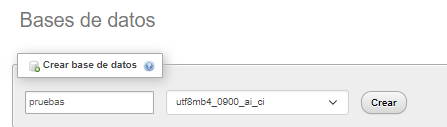 Bases de datos
Crear base de datos
pruebas utf8mb4_0900_ai_ci Crear